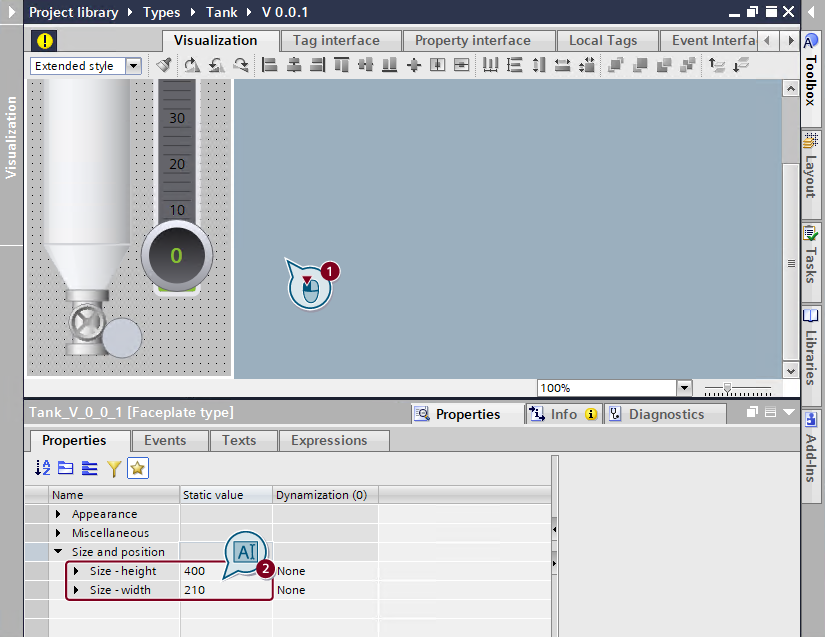 Project library Types Tank V 0.0.1
Visualization Tag interface Property interface Local Tags Event Interfa
Extended style
Visualization
30
20
10
0
1
100%
Toolbox
Layout
Tasks
Libraries
Add-Ins
Tank_V_0_0_1 [Faceplate type]
Properties Info Diagnostics
Properties Events Texts Expressions
Name Static value Dynamization (0)
Appearance
Miscellaneous
Size and position
AI
2
Size - height 400 None
Size - width 210 None